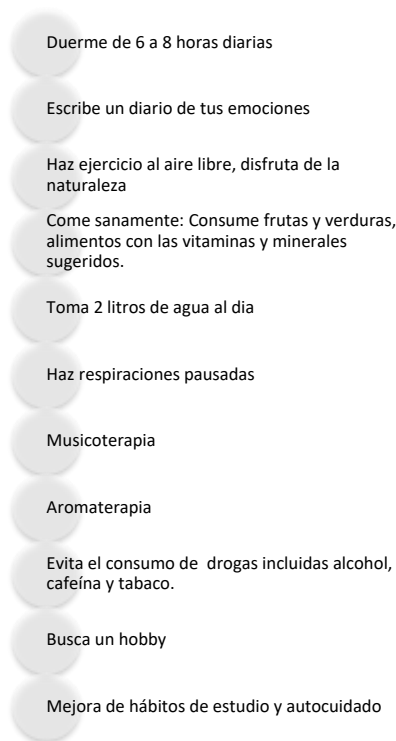 Duerme de 6 a 8 horas diarias
Escribe un diario de tus emociones
Haz ejercicio al aire libre, disfruta de la
naturaleza
Come sanamente: Consume frutas y verduras,
alimentos con las vitaminas y minerales
sugeridos.
Toma 2 litros de agua al dia
Haz respiraciones pausadas
Musicoterapia
Aromaterapia
Evita el consumo de  drogas incluidas alcohol,
cafeína y tabaco.
Busca un hobby
Mejora de hábitos de estudio y autocuidado